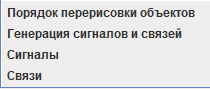 Порядок перерисовки объектов
Генерация сигналов и связей
Сигналы
Связи